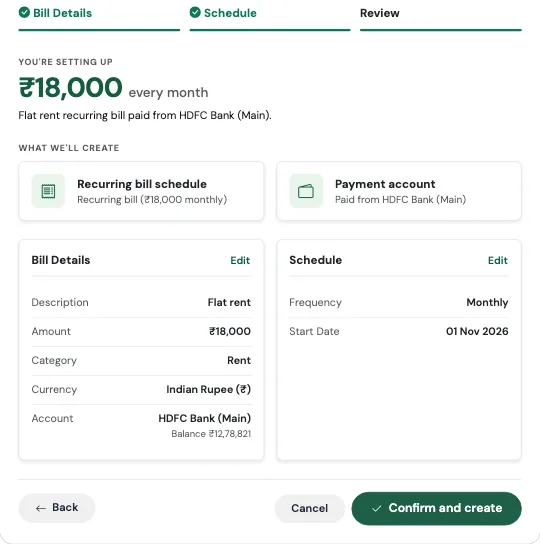 Bill Details Schedule Review
YOU'RE SETTING UP
₹18,000 every month
Flat rent recurring bill paid from HDFC Bank (Main).
WHAT WE'LL CREATE
Recurring bill schedule
Recurring bill (₹18,000 monthly)
Payment account
Paid from HDFC Bank (Main)
Bill Details Edit
Description Flat rent
Amount ₹18,000
Category Rent
Currency Indian Rupee (₹)
Account HDFC Bank (Main)
Balance ₹12,78,821
Schedule Edit
Frequency Monthly
Start Date 01 Nov 2026
← Back Cancel Confirm and create